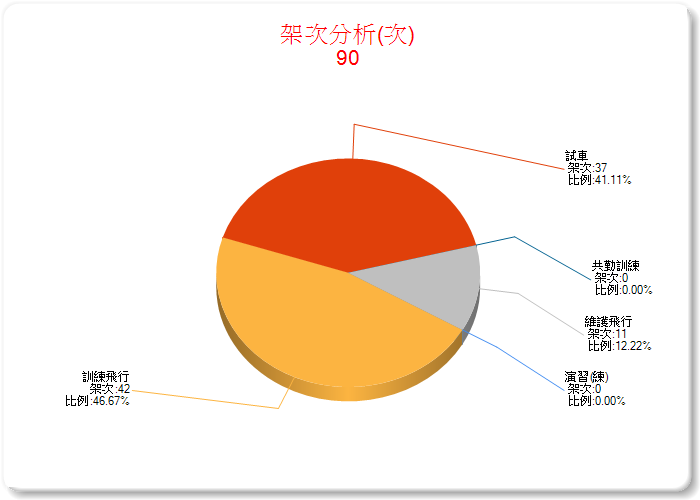 架次分析(次)
90
試車
架次:37
比例:41.11%
共勤訓練
架次:0
比例:0.00%
維護飛行
架次:11
比例:12.22%
演習(練)
架次:0
比例:0.00%
訓練飛行
架次:42
比例:46.67%